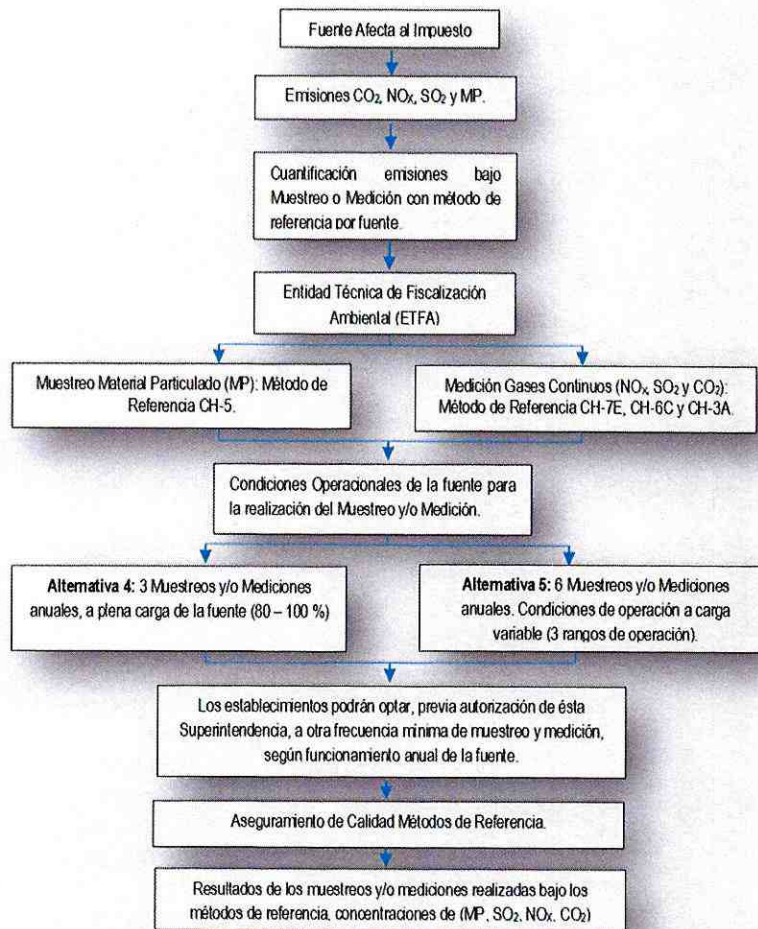 Fuente Afecta al Impuesto
Emisiones CO₂, NOx, SO₂ y MP.
Cuantificación emisiones bajo
Muestreo o Medición con método de
referencia por fuente.
Entidad Técnica de Fiscalización
Ambiental (ETFA)
Muestreo Material Particulado (MP): Método de
Referencia CH-5.
Medición Gases Continuos (NOx, SO₂ y CO₂):
Método de Referencia CH-7E, CH-6C y CH-3A.
Condiciones Operacionales de la fuente para
la realización del Muestreo y/o Medición.
Alternativa 4: 3 Muestreos y/o Mediciones
anuales, a plena carga de la fuente (80 – 100 %)
Alternativa 5: 6 Muestreos y/o Mediciones
anuales. Condiciones de operación a carga
variable (3 rangos de operación).
Los establecimientos podrán optar, previa autorización de ésta
Superintendencia, a otra frecuencia mínima de muestreo y medición,
según funcionamiento anual de la fuente.
Aseguramiento de Calidad Métodos de Referencia.
Resultados de los muestreos y/o mediciones realizadas bajo los
métodos de referencia, concentraciones de (MP, SO₂, NOx, CO₂)